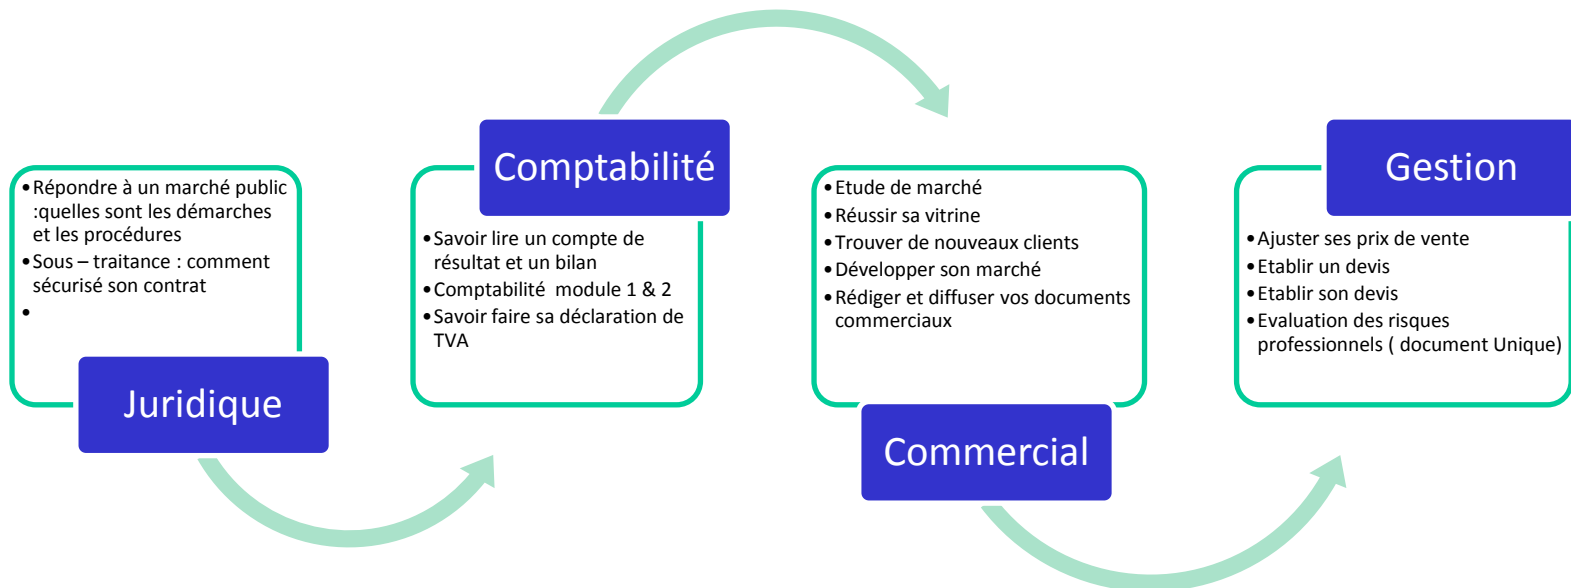 •Répondre à un marché public
:quelles sont les démarches
et les procédures
•Sous – traitance : comment
sécurisé son contrat
•
Juridique
Comptabilité
•Savoir lire un compte de
résultat et un bilan
•Comptabilité module 1 & 2
•Savoir faire sa déclaration de
TVA
•Etude de marché
•Réussir sa vitrine
•Trouver de nouveaux clients
•Développer son marché
•Rédiger et diffuser vos documents
commerciaux
Commercial
Gestion
•Ajuster ses prix de vente
•Etablir un devis
•Etablir son devis
•Evaluation des risques
professionnels ( document Unique)